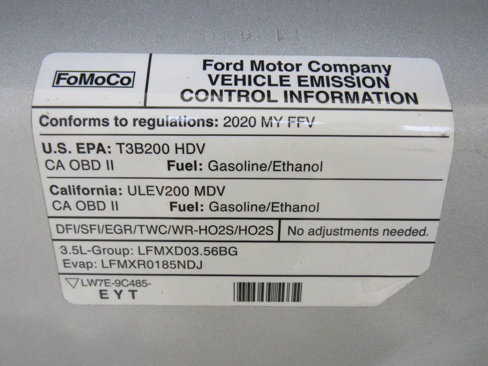 FoMoCo
Ford Motor Company
VEHICLE EMISSION
CONTROL INFORMATION
Conforms to regulations: 2020 MY FFV
U.S. EPA: T3B200 HDV
CA OBD II Fuel: Gasoline/Ethanol
California: ULEV200 MDV
CA OBD II Fuel: Gasoline/Ethanol
DFI/SFI/EGR/TWC/WR-HO2S/HO2S No adjustments needed.
3.5L-Group: LFMXD03.56BG
Evap: LFMXR0185NDJ
LW7E-9C485-
E Y T